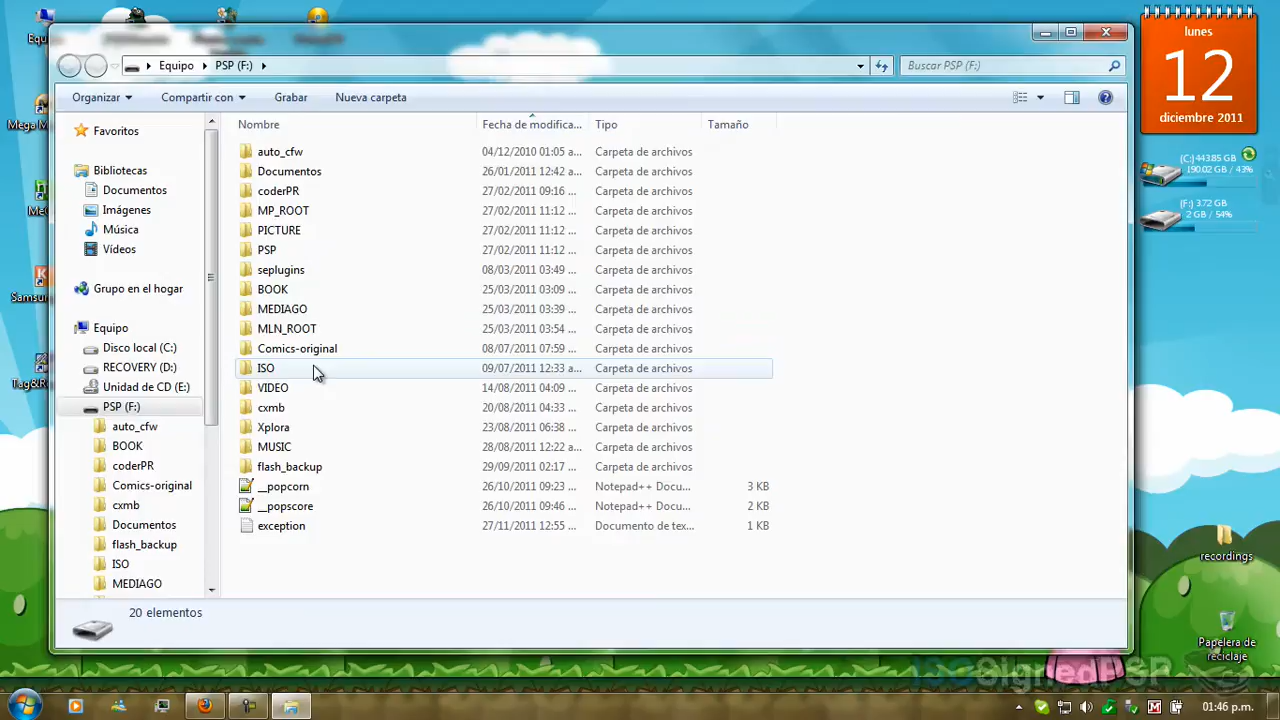 lunes
12
diciembre 2011
(C:) 443.85 GB
190.02 GB / 43%
(F:) 3.72 GB
2 GB / 54%
Equipo
PSP (F:)
Buscar PSP (F:)
Organizar
Compartir con
Grabar
Nueva carpeta
Favoritos
Bibliotecas
Documentos
Imágenes
Música
Vídeos
Grupo en el hogar
Equipo
Disco local (C:)
RECOVERY (D:)
Unidad de CD (E:)
PSP (F:)
auto_cfw
BOOK
coderPR
Comics-original
cxmb
Documentos
flash_backup
ISO
MEDIAGO
Nombre Fecha de modifica... Tipo Tamaño
auto_cfw 04/12/2010 01:05 a... Carpeta de archivos
Documentos 26/01/2011 12:42 a... Carpeta de archivos
coderPR 27/02/2011 09:16 ... Carpeta de archivos
MP_ROOT 27/02/2011 11:12 ... Carpeta de archivos
PICTURE 27/02/2011 11:12 ... Carpeta de archivos
PSP 27/02/2011 11:12 ... Carpeta de archivos
seplugins 08/03/2011 03:49 ... Carpeta de archivos
BOOK 25/03/2011 03:09 ... Carpeta de archivos
MEDIAGO 25/03/2011 03:39 ... Carpeta de archivos
MLN_ROOT 25/03/2011 03:54 ... Carpeta de archivos
Comics-original 08/07/2011 07:59 ... Carpeta de archivos
ISO 09/07/2011 12:33 a... Carpeta de archivos
VIDEO 14/08/2011 04:09 ... Carpeta de archivos
cxmb 20/08/2011 04:33 ... Carpeta de archivos
Xplora 23/08/2011 06:38 ... Carpeta de archivos
MUSIC 28/08/2011 12:22 a... Carpeta de archivos
flash_backup 29/09/2011 02:17 ... Carpeta de archivos
__popcorn 26/10/2011 09:23 ... Notepad++ Docu... 3 KB
__popscore 26/10/2011 09:46 ... Notepad++ Docu... 2 KB
exception 27/11/2011 12:55 ... Documento de tex... 1 KB
20 elementos
recordings
Papelera de
reciclaje
ISOSignedPSP
01:46 p.m.